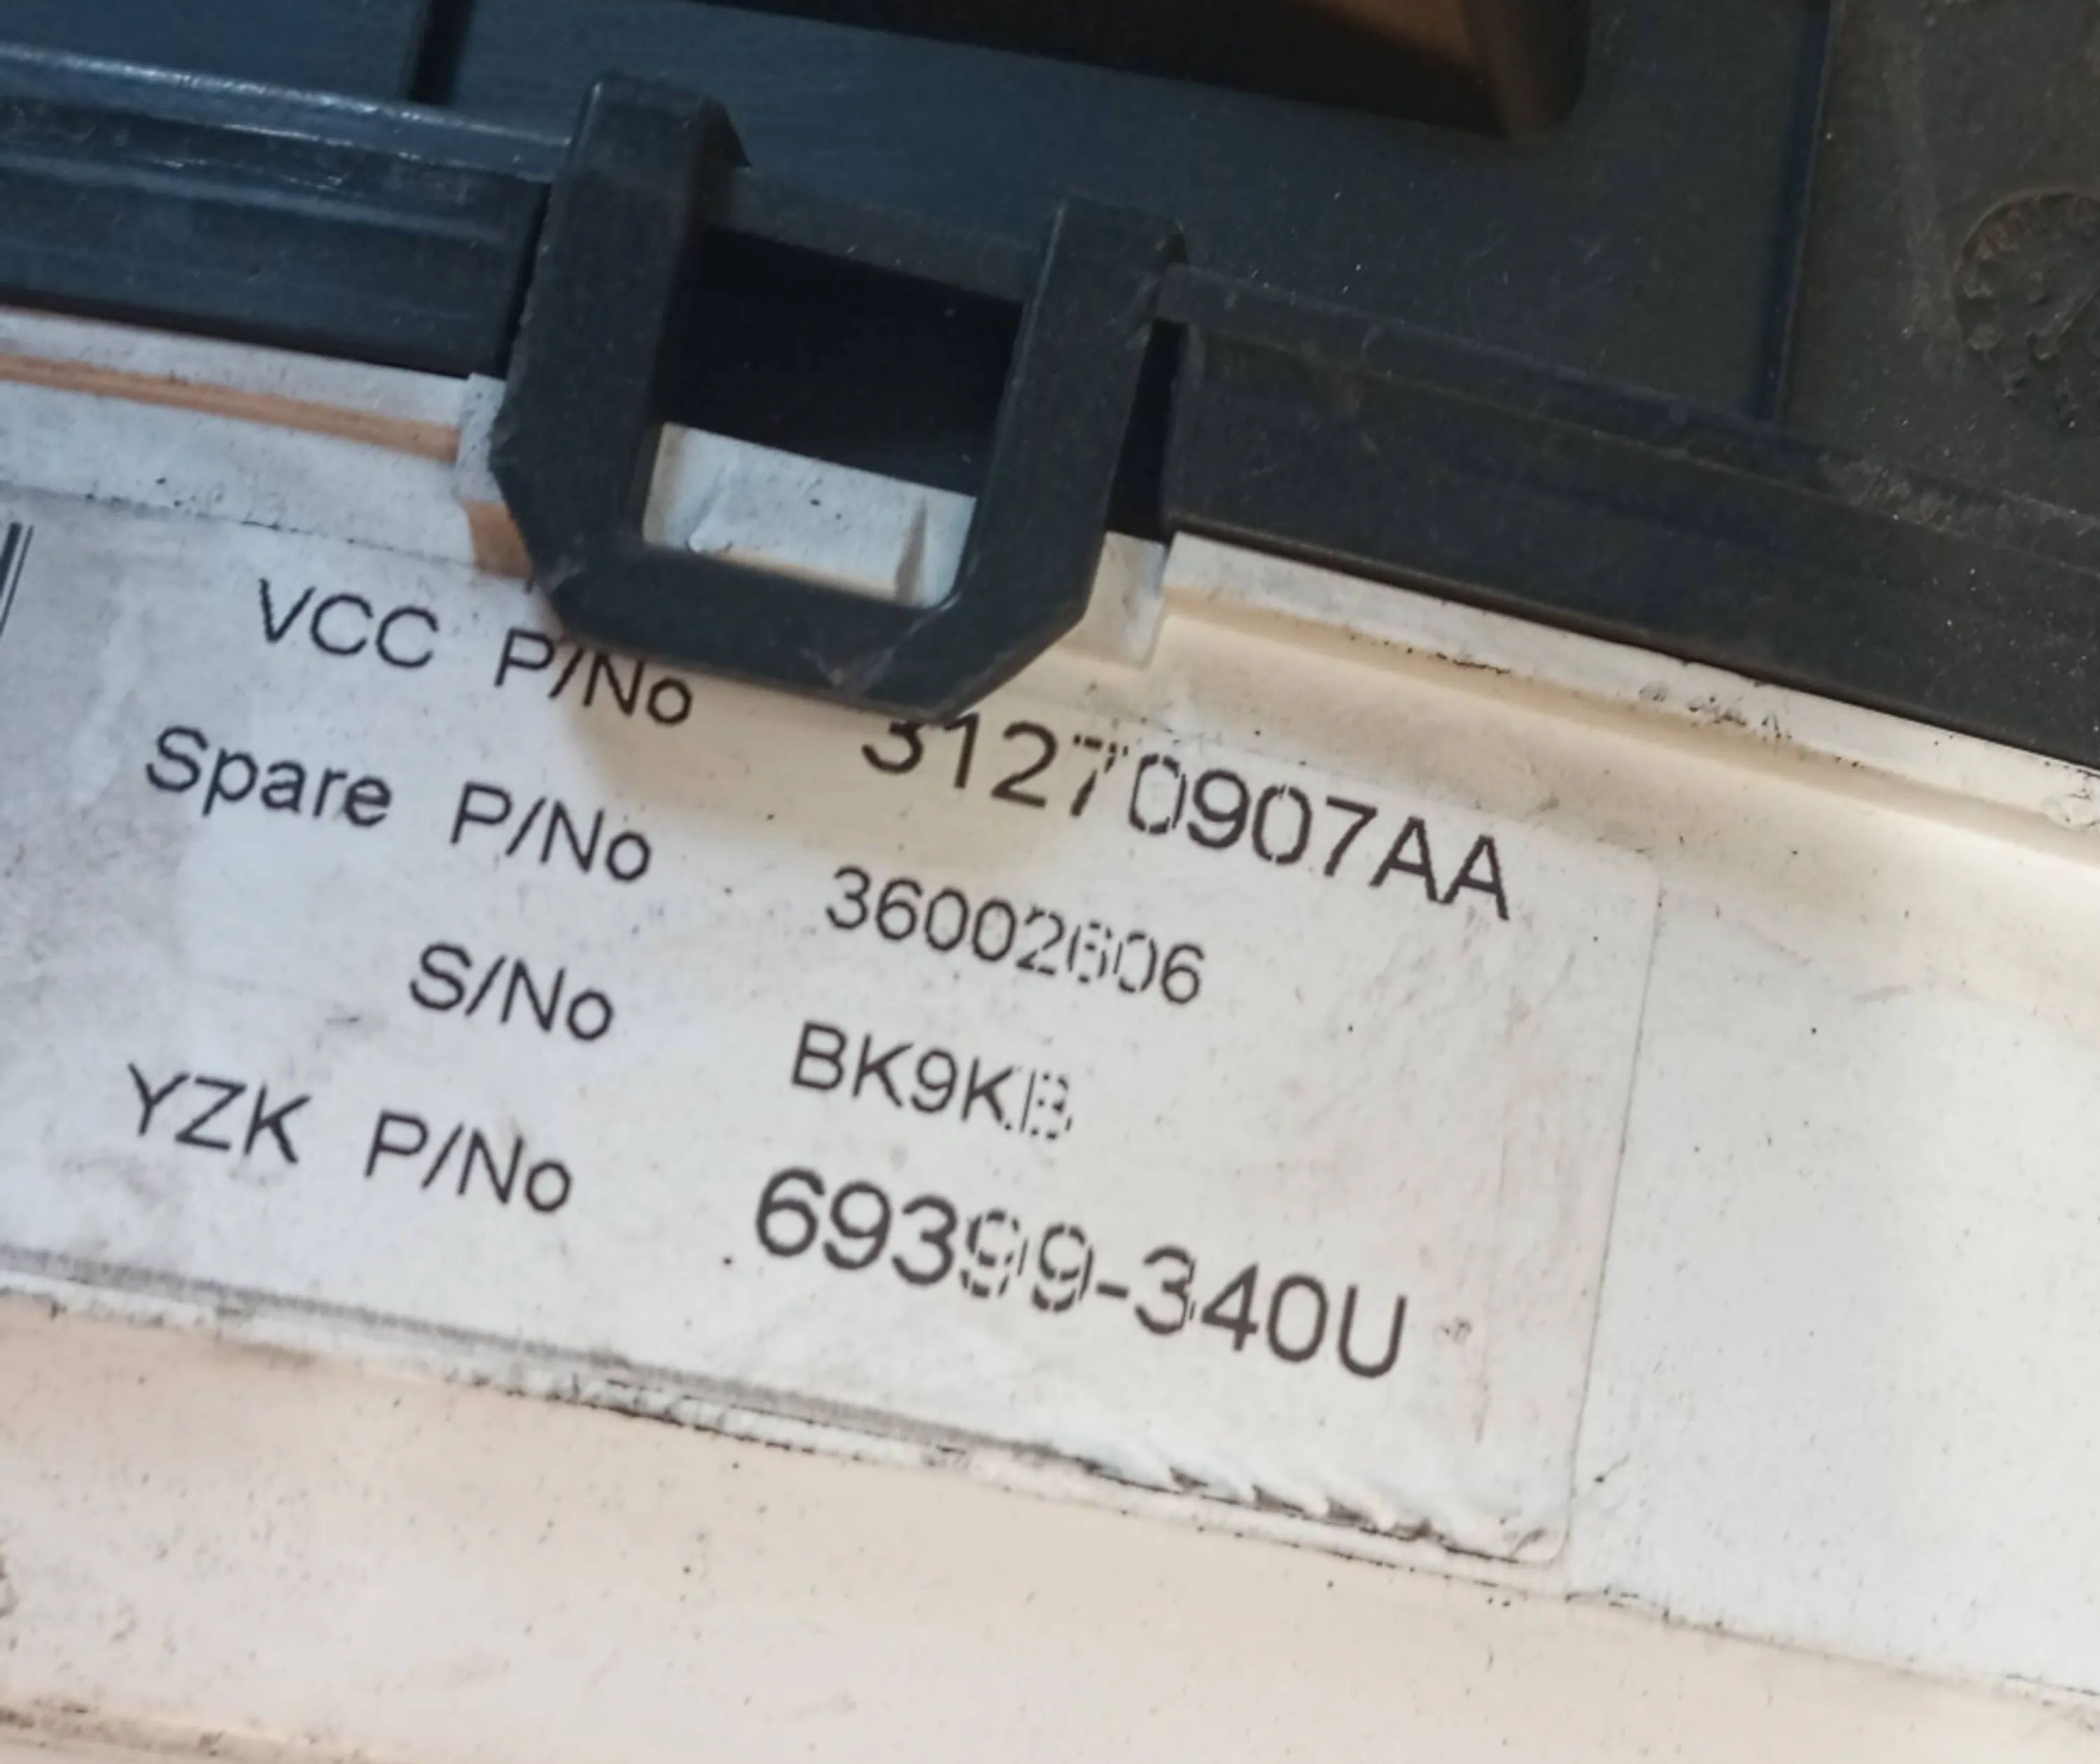 VCC P/No 31270907AA
Spare P/No 36002606
S/No BK9KB
YZK P/No 69399-340U